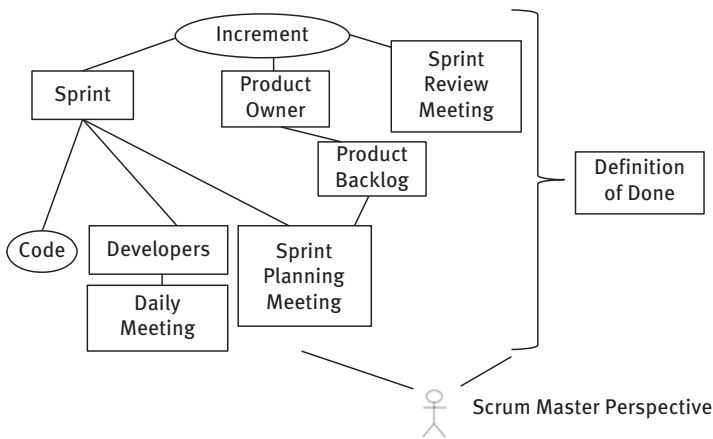 Increment
Sprint
Product
Owner
Sprint
Review
Meeting
Product
Backlog
Definition
of Done
Code
Developers
Sprint
Planning
Meeting
Daily
Meeting
Scrum Master Perspective